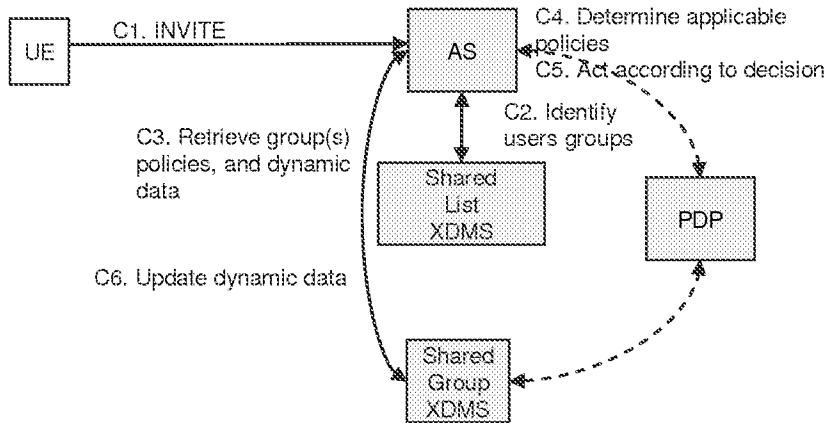 C1. INVITE
UE
AS
C4. Determine applicable
policies
C5. Act according to decision
C2. Identify
users groups
C3. Retrieve group(s)
policies, and dynamic
data
Shared
List
XDMS
PDP
C6. Update dynamic data
Shared
Group
XDMS